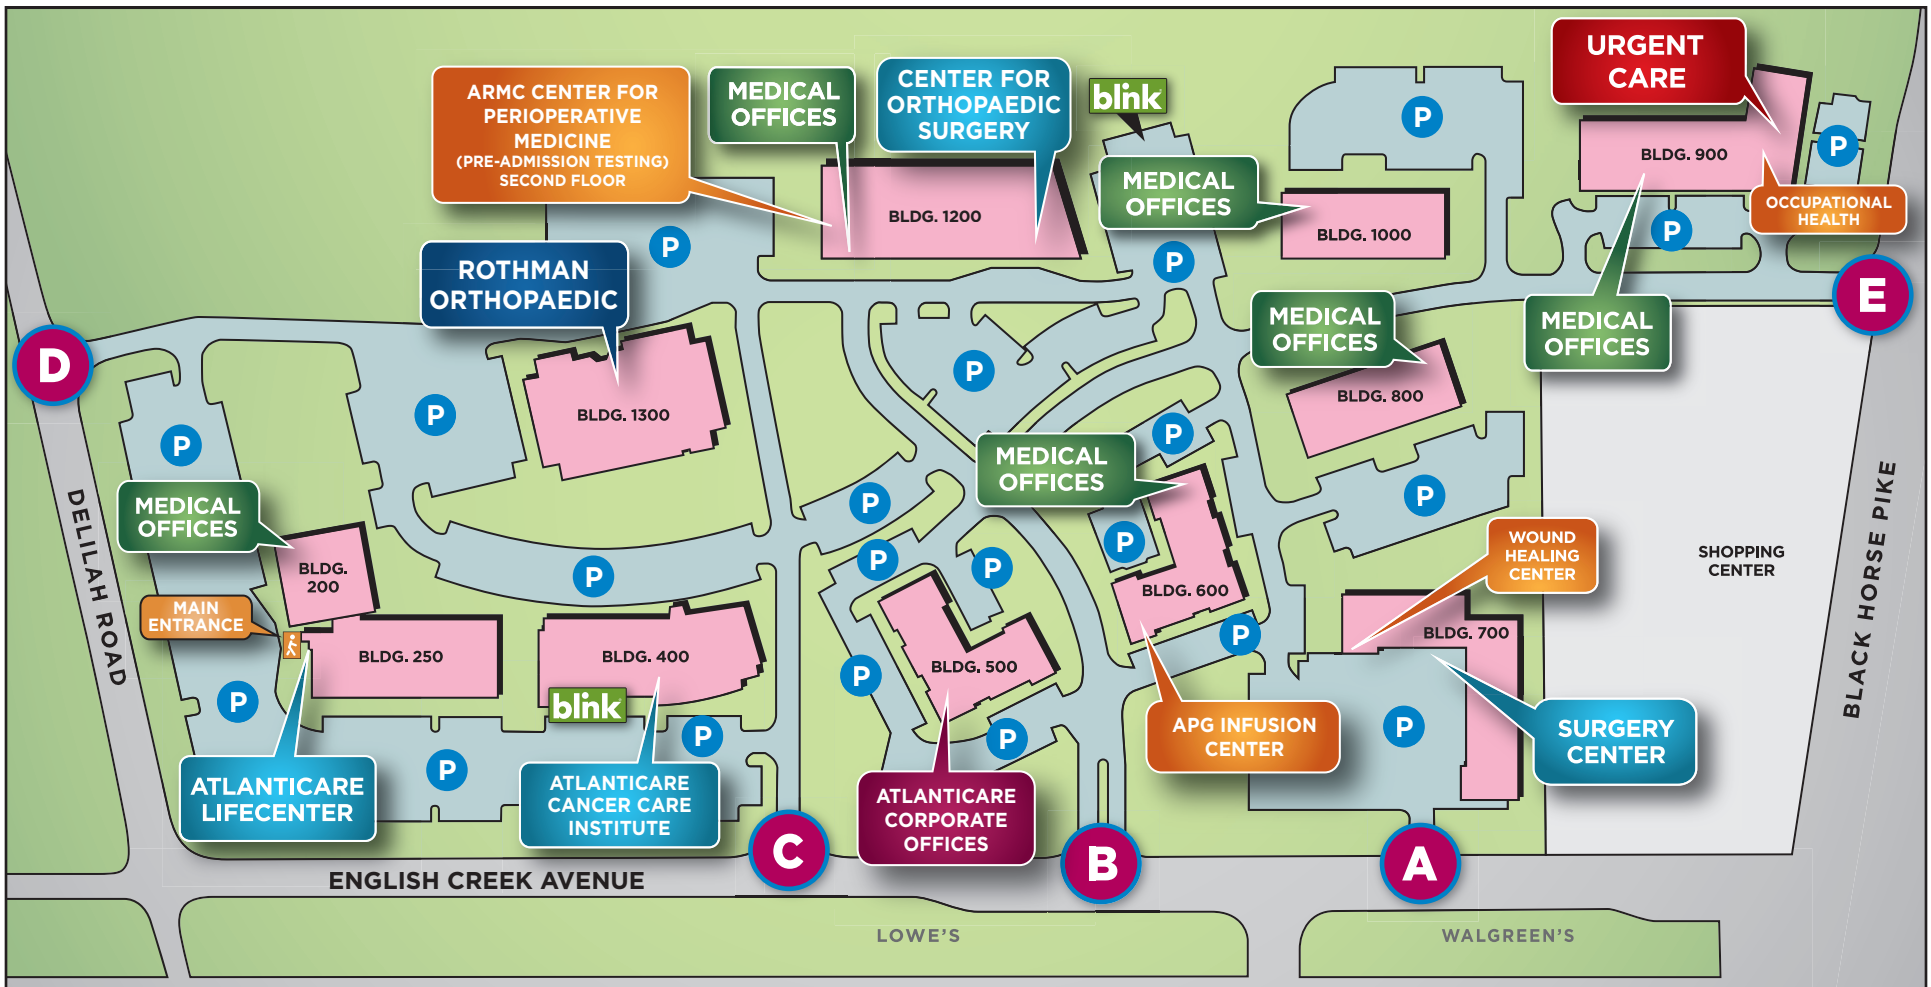 ARMC CENTER FOR
PERIOPERATIVE
MEDICINE
(PRE-ADMISSION TESTING)
SECOND FLOOR
MEDICAL
OFFICES
CENTER FOR
ORTHOPAEDIC
SURGERY
blink
URGENT
CARE
P
P
BLDG. 900
OCCUPATIONAL
HEALTH
P
MEDICAL
OFFICES
BLDG. 1200
BLDG. 1000
P
P
ROTHMAN
ORTHOPAEDIC
E
MEDICAL
OFFICES
MEDICAL
OFFICES
D
P
BLDG. 800
P
BLDG. 1300
P
P
MEDICAL
OFFICES
P
P
BLACK HORSE PIKE
DELILAH ROAD
MEDICAL
OFFICES
P
WOUND
HEALING
CENTER
SHOPPING
CENTER
BLDG.
200
P
P
P
BLDG. 600
MAIN
ENTRANCE
P
BLDG. 700
BLDG. 250
BLDG. 400
BLDG. 500
P
P
blink
P
P
P
APG INFUSION
CENTER
P
SURGERY
CENTER
P
ATLANTICARE
LIFECENTER
ATLANTICARE
CANCER CARE
INSTITUTE
ATLANTICARE
CORPORATE
OFFICES
C
B
A
ENGLISH CREEK AVENUE
LOWE'S
WALGREEN'S